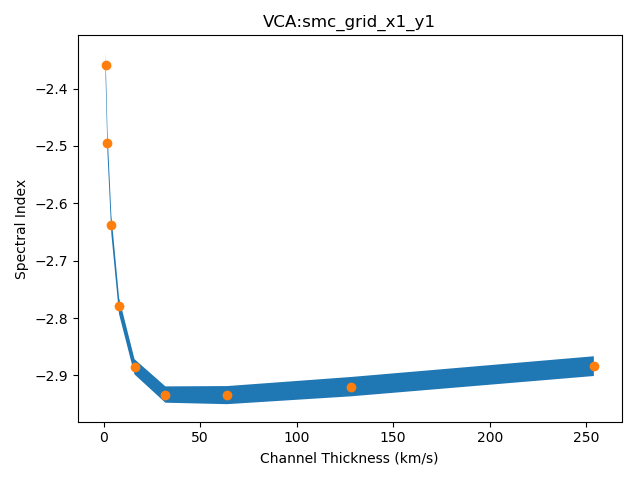 VCA:smc_grid_x1_y1
−2.4
−2.5
−2.6
−2.7
−2.8
−2.9
Spectral Index
0 50 100 150 200 250
Channel Thickness (km/s)